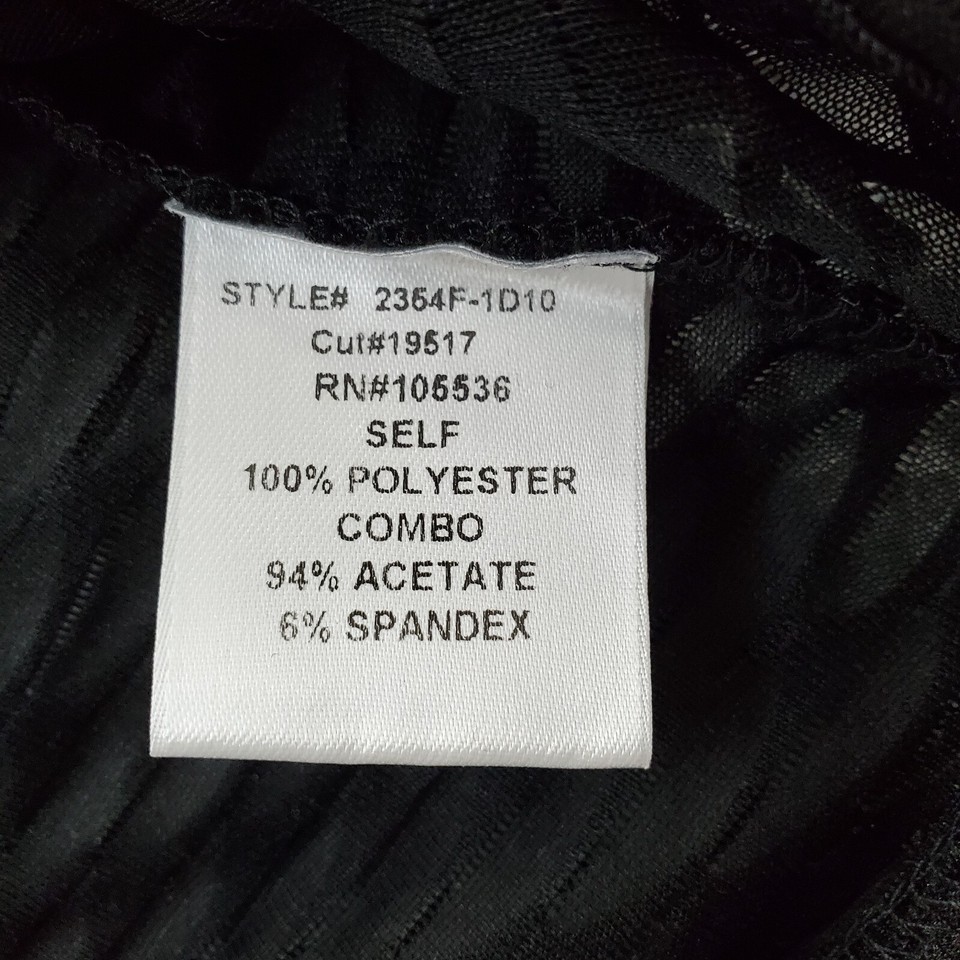 STYLE# 2354F-1D10
Cut#19517
RN#105536
SELF
100% POLYESTER
COMBO
94% ACETATE
6% SPANDEX